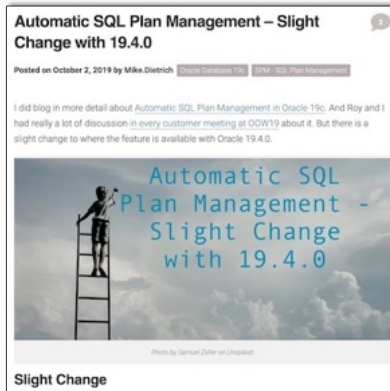 Automatic SQL Plan Management – Slight
Change with 19.4.0
2
Posted on October 2, 2019 by Mike.Dietrich Oracle Database 19c SPM - SQL Plan Management
I did blog in more detail about Automatic SQL Plan Management in Oracle 19c. And Roy and I
had really a lot of discussion in every customer meeting at OOW19 about it. But there is a
slight change to where the feature is available with Oracle 19.4.0.
Automatic SQL
Plan Management -
Slight Change
with 19.4.0
Photo by Samuel Zeller on Unsplash
Slight Change